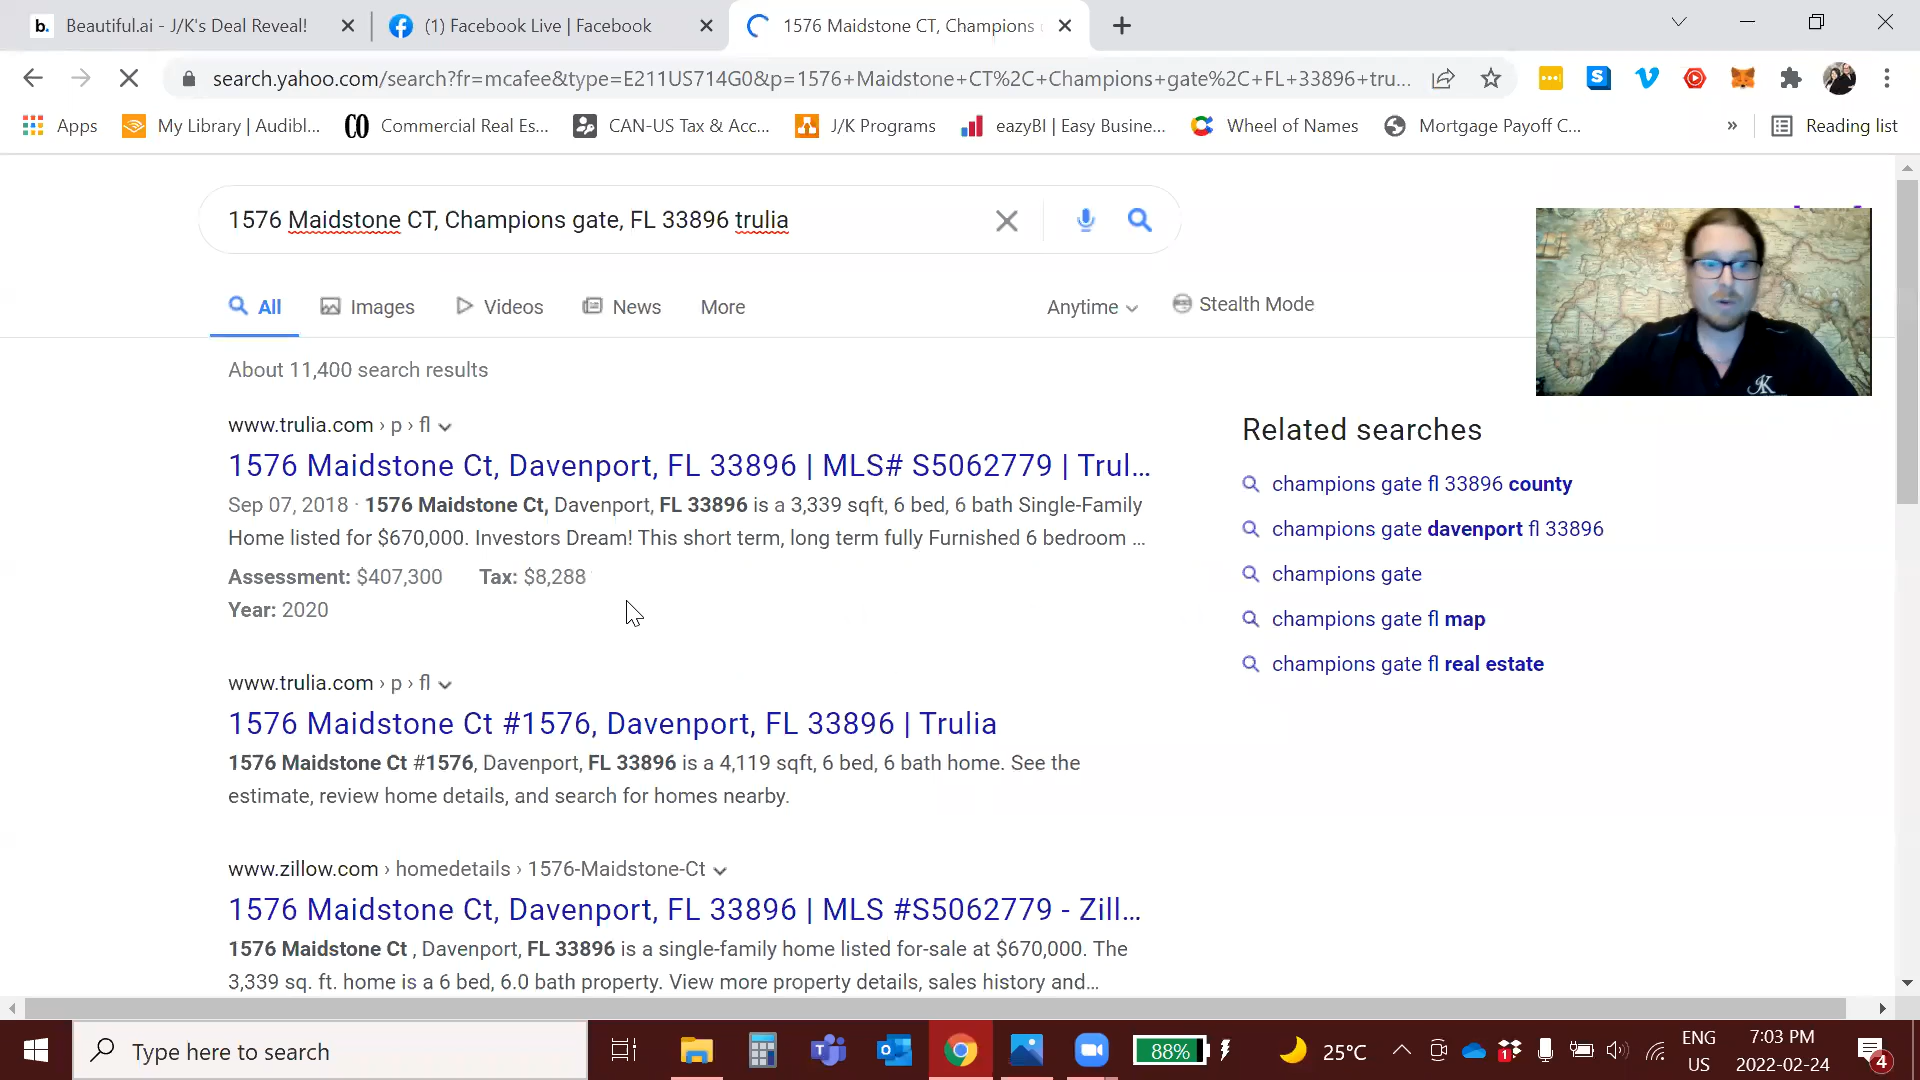 b. Beautiful.ai - J/K's Deal Reveal!
(1) Facebook Live | Facebook
1576 Maidstone CT, Champions
search.yahoo.com/search?fr=mcafee&type=E211US714G0&p=1576+Maidstone+CT%2C+Champions+gate%2C+FL+33896+tru...
Apps
My Library | Audibl...
Commercial Real Es...
CAN-US Tax & Acc...
J/K Programs
eazyBI | Easy Busine...
Wheel of Names
Mortgage Payoff C...
»
Reading list
1576 Maidstone CT, Champions gate, FL 33896 trulia
All
Images
Videos
News
More
Anytime
Stealth Mode
About 11,400 search results
www.trulia.com › p › fl
1576 Maidstone Ct, Davenport, FL 33896 | MLS# S5062779 | Trul...
Sep 07, 2018 · 1576 Maidstone Ct, Davenport, FL 33896 is a 3,339 sqft, 6 bed, 6 bath Single-Family
Home listed for $670,000. Investors Dream! This short term, long term fully Furnished 6 bedroom ...
Assessment: $407,300 Tax: $8,288
Year: 2020
www.trulia.com › p › fl
1576 Maidstone Ct #1576, Davenport, FL 33896 | Trulia
1576 Maidstone Ct #1576, Davenport, FL 33896 is a 4,119 sqft, 6 bed, 6 bath home. See the
estimate, review home details, and search for homes nearby.
www.zillow.com › homedetails › 1576-Maidstone-Ct
1576 Maidstone Ct, Davenport, FL 33896 | MLS #S5062779 - Zill...
1576 Maidstone Ct , Davenport, FL 33896 is a single-family home listed for-sale at $670,000. The
3,339 sq. ft. home is a 6 bed, 6.0 bath property. View more property details, sales history and...
Related searches
champions gate fl 33896 county
champions gate davenport fl 33896
champions gate
champions gate fl map
champions gate fl real estate
JK
Type here to search
88%
25°C
1
ENG
US
7:03 PM
2022-02-24
4